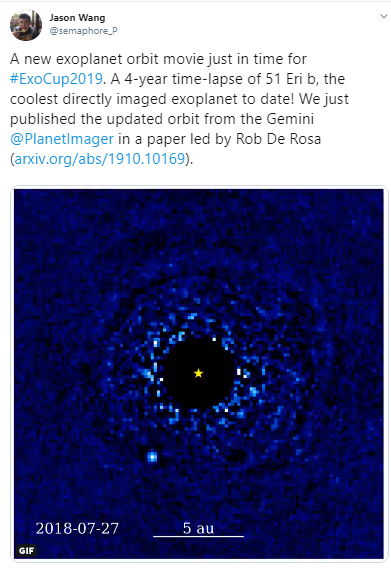 Jason Wang
@semaphore_P
A new exoplanet orbit movie just in time for
#ExoCup2019. A 4-year time-lapse of 51 Eri b, the
coolest directly imaged exoplanet to date! We just
published the updated orbit from the Gemini
@PlanetImager in a paper led by Rob De Rosa
(arxiv.org/abs/1910.10169).
2018-07-27
5 au
GIF